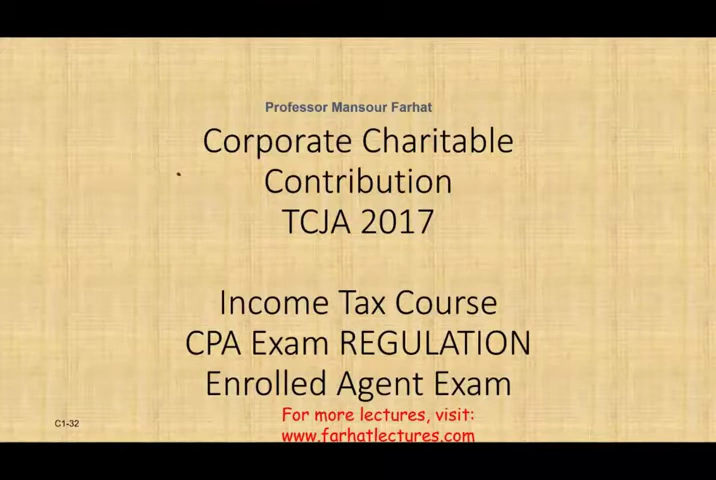 Professor Mansour Farhat
Corporate Charitable
Contribution
TCJA 2017
Income Tax Course
CPA Exam REGULATION
Enrolled Agent Exam
For more lectures, visit:
www.farhatlectures.com
C1-32